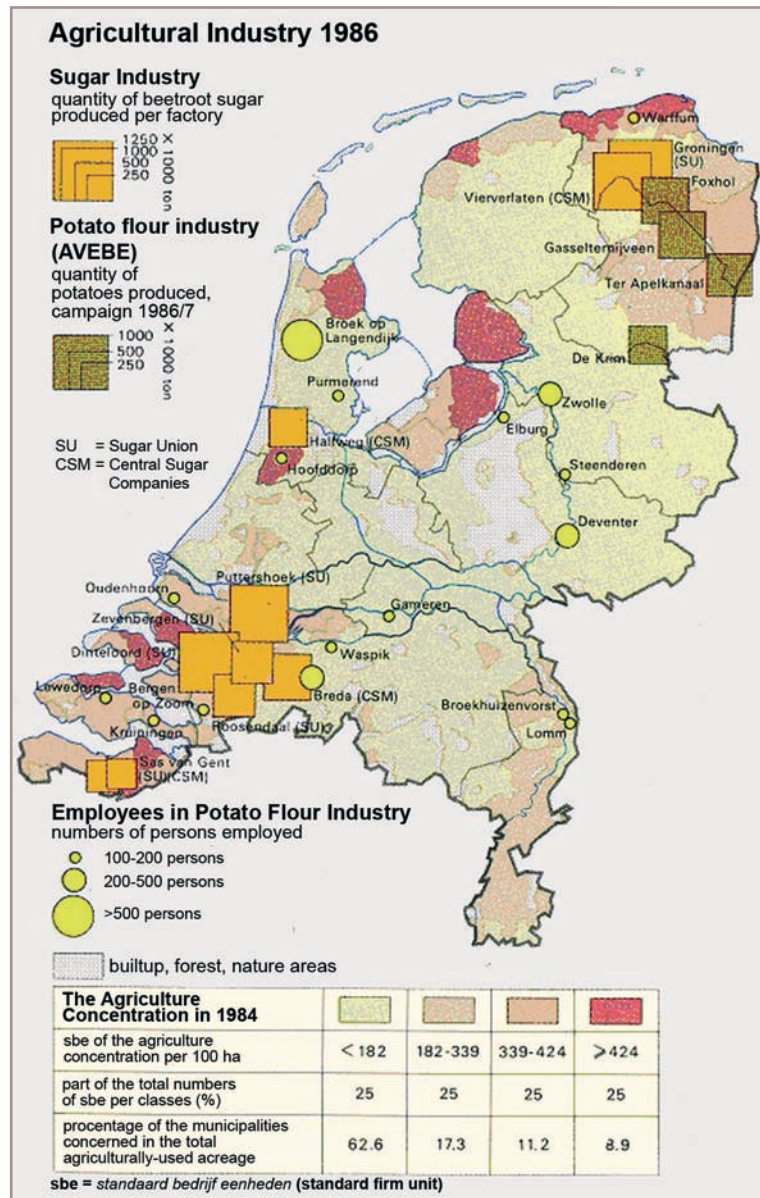 Agricultural Industry 1986
Sugar Industry
quantity of beetroot sugar
produced per factory
1250
1000
500
250
× 1000 ton
Potato flour industry
(AVEBE)
quantity of
potatoes produced,
campaign 1986/7
1000
500
250
× 1000 ton
SU = Sugar Union
CSM = Central Sugar
Companies
Warffum
Groningen
(SU)
Vierverlaten (CSM)
Foxhol
Gasselternijveen
Ter Apelkanaal
De Krim
Broek op
Langendijk
Purmerend
Zwolle
Elburg
Halfweg (CSM)
Hoofddorp
Steenderen
Deventer
Puttershoek (SU)
Oudenhoorn
Zevenbergen (SU)
Gameren
Dinteloord (SU)
Waspik
Lewedorp
Bergen
op Zoom
Breda (CSM)
Broekhuizenvorst
Kruiningen
Roosendaal (SU)
Lomm
Sas van Gent
(SU)(CSM)
Employees in Potato Flour Industry
numbers of persons employed
100-200 persons
200-500 persons
>500 persons
builtup, forest, nature areas
The Agriculture
Concentration in 1984
sbe of the agriculture
concentration per 100 ha
<182 182-339 339-424 ⩾424
part of the total numbers
of sbe per classes (%)
25 25 25 25
procentage of the municipalities
concerned in the total
agriculturally-used acreage
62.6 17.3 11.2 8.9
sbe = standaard bedrijf eenheden (standard firm unit)